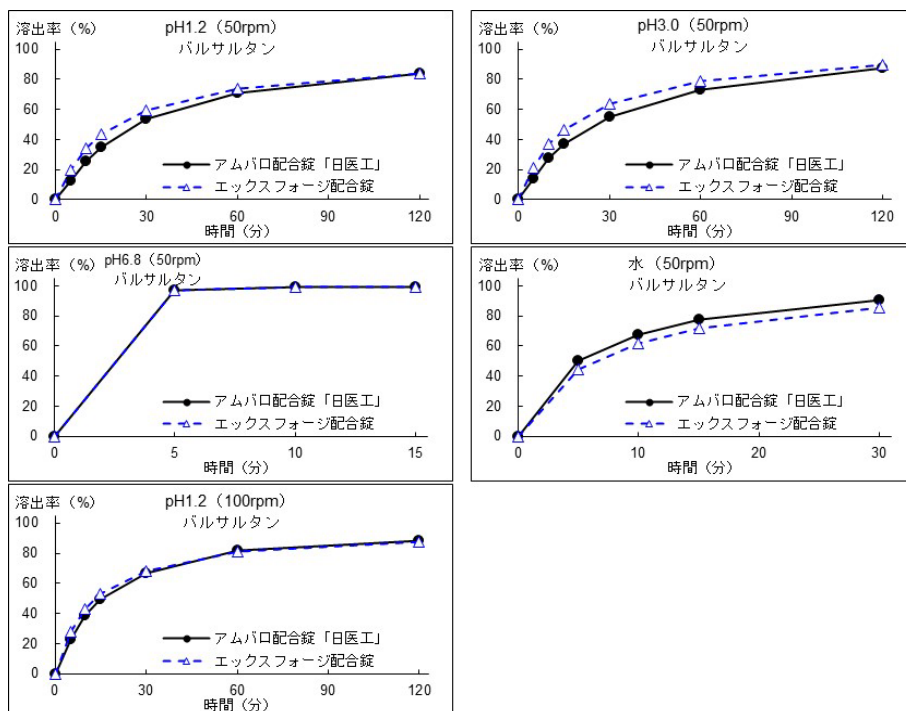 溶出率（%） pH1.2（50rpm）
バルサルタン
100
80
60
40
20
0
アムバロ配合錠「日医工」
エックスフォージ配合錠
0 30 60 90 120
時間（分）
溶出率（%） pH3.0（50rpm）
バルサルタン
100
80
60
40
20
0
アムバロ配合錠「日医工」
エックスフォージ配合錠
0 30 60 90 120
時間（分）
溶出率（%） pH6.8（50rpm）
バルサルタン
100
80
60
40
20
0
アムバロ配合錠「日医工」
エックスフォージ配合錠
0 5 10 15
時間（分）
溶出率（%） 水（50rpm）
バルサルタン
100
80
60
40
20
0
アムバロ配合錠「日医工」
エックスフォージ配合錠
0 10 20 30
時間（分）
溶出率（%） pH1.2（100rpm）
バルサルタン
100
80
60
40
20
0
アムバロ配合錠「日医工」
エックスフォージ配合錠
0 30 60 90 120
時間（分）